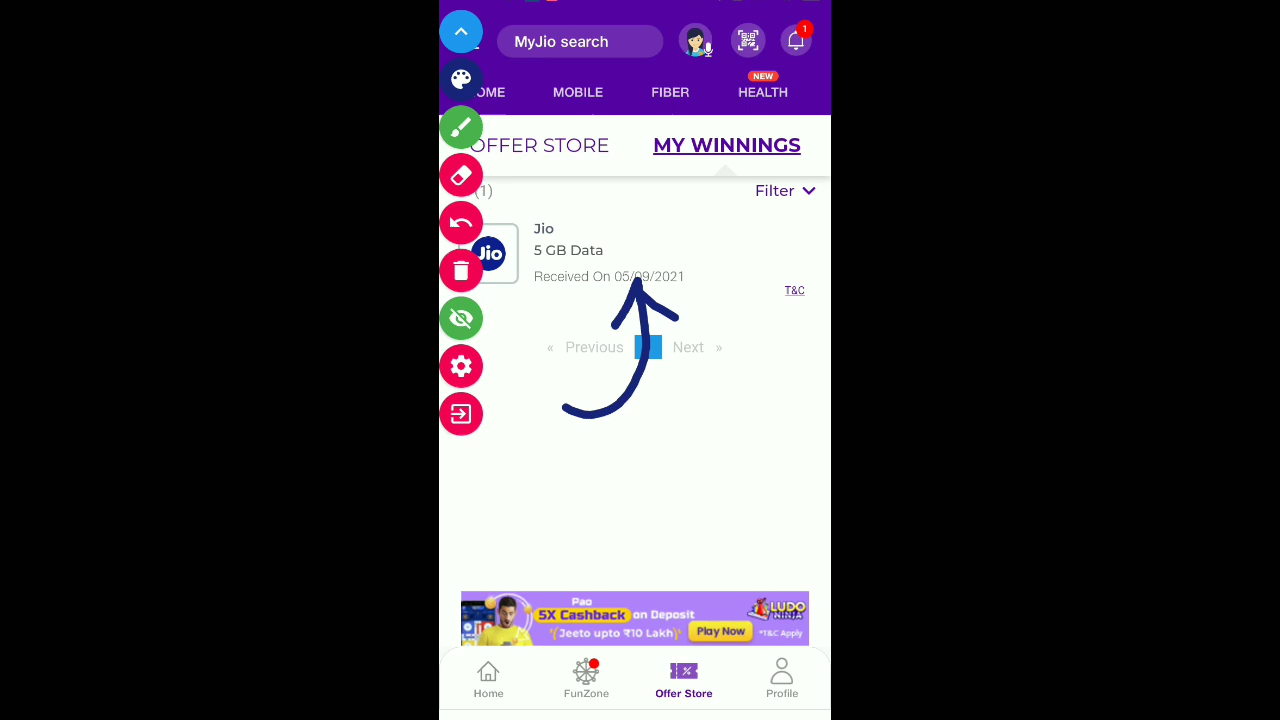 MyJio search
1
NEW
OME MOBILE FIBER HEALTH
OFFER STORE MY WINNINGS
(1) Filter
Jio
Jio
5 GB Data
Received On 05/09/2021
T&C
« Previous Next »
Pao
5X Cashback on Deposit
Jeeto upto ₹10 Lakh
Play Now
LUDO NINJA
*T&C Apply
Home FunZone Offer Store Profile